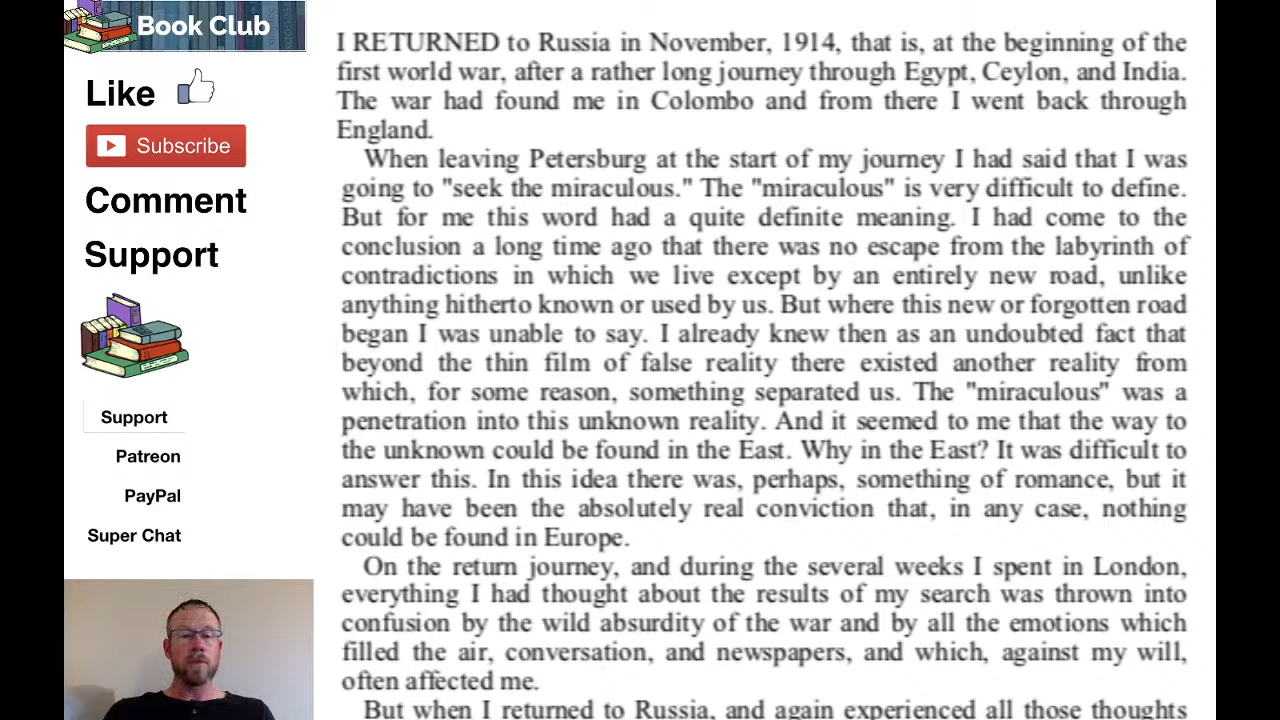 Book Club
Like
Subscribe
Comment
Support
Support
Patreon
PayPal
Super Chat
I RETURNED to Russia in November, 1914, that is, at the beginning of the
first world war, after a rather long journey through Egypt, Ceylon, and India.
The war had found me in Colombo and from there I went back through
England.
When leaving Petersburg at the start of my journey I had said that I was
going to "seek the miraculous." The "miraculous" is very difficult to define.
But for me this word had a quite definite meaning. I had come to the
conclusion a long time ago that there was no escape from the labyrinth of
contradictions in which we live except by an entirely new road, unlike
anything hitherto known or used by us. But where this new or forgotten road
began I was unable to say. I already knew then as an undoubted fact that
beyond the thin film of false reality there existed another reality from
which, for some reason, something separated us. The "miraculous" was a
penetration into this unknown reality. And it seemed to me that the way to
the unknown could be found in the East. Why in the East? It was difficult to
answer this. In this idea there was, perhaps, something of romance, but it
may have been the absolutely real conviction that, in any case, nothing
could be found in Europe.
On the return journey, and during the several weeks I spent in London,
everything I had thought about the results of my search was thrown into
confusion by the wild absurdity of the war and by all the emotions which
filled the air, conversation, and newspapers, and which, against my will,
often affected me.
But when I returned to Russia, and again experienced all those thoughts